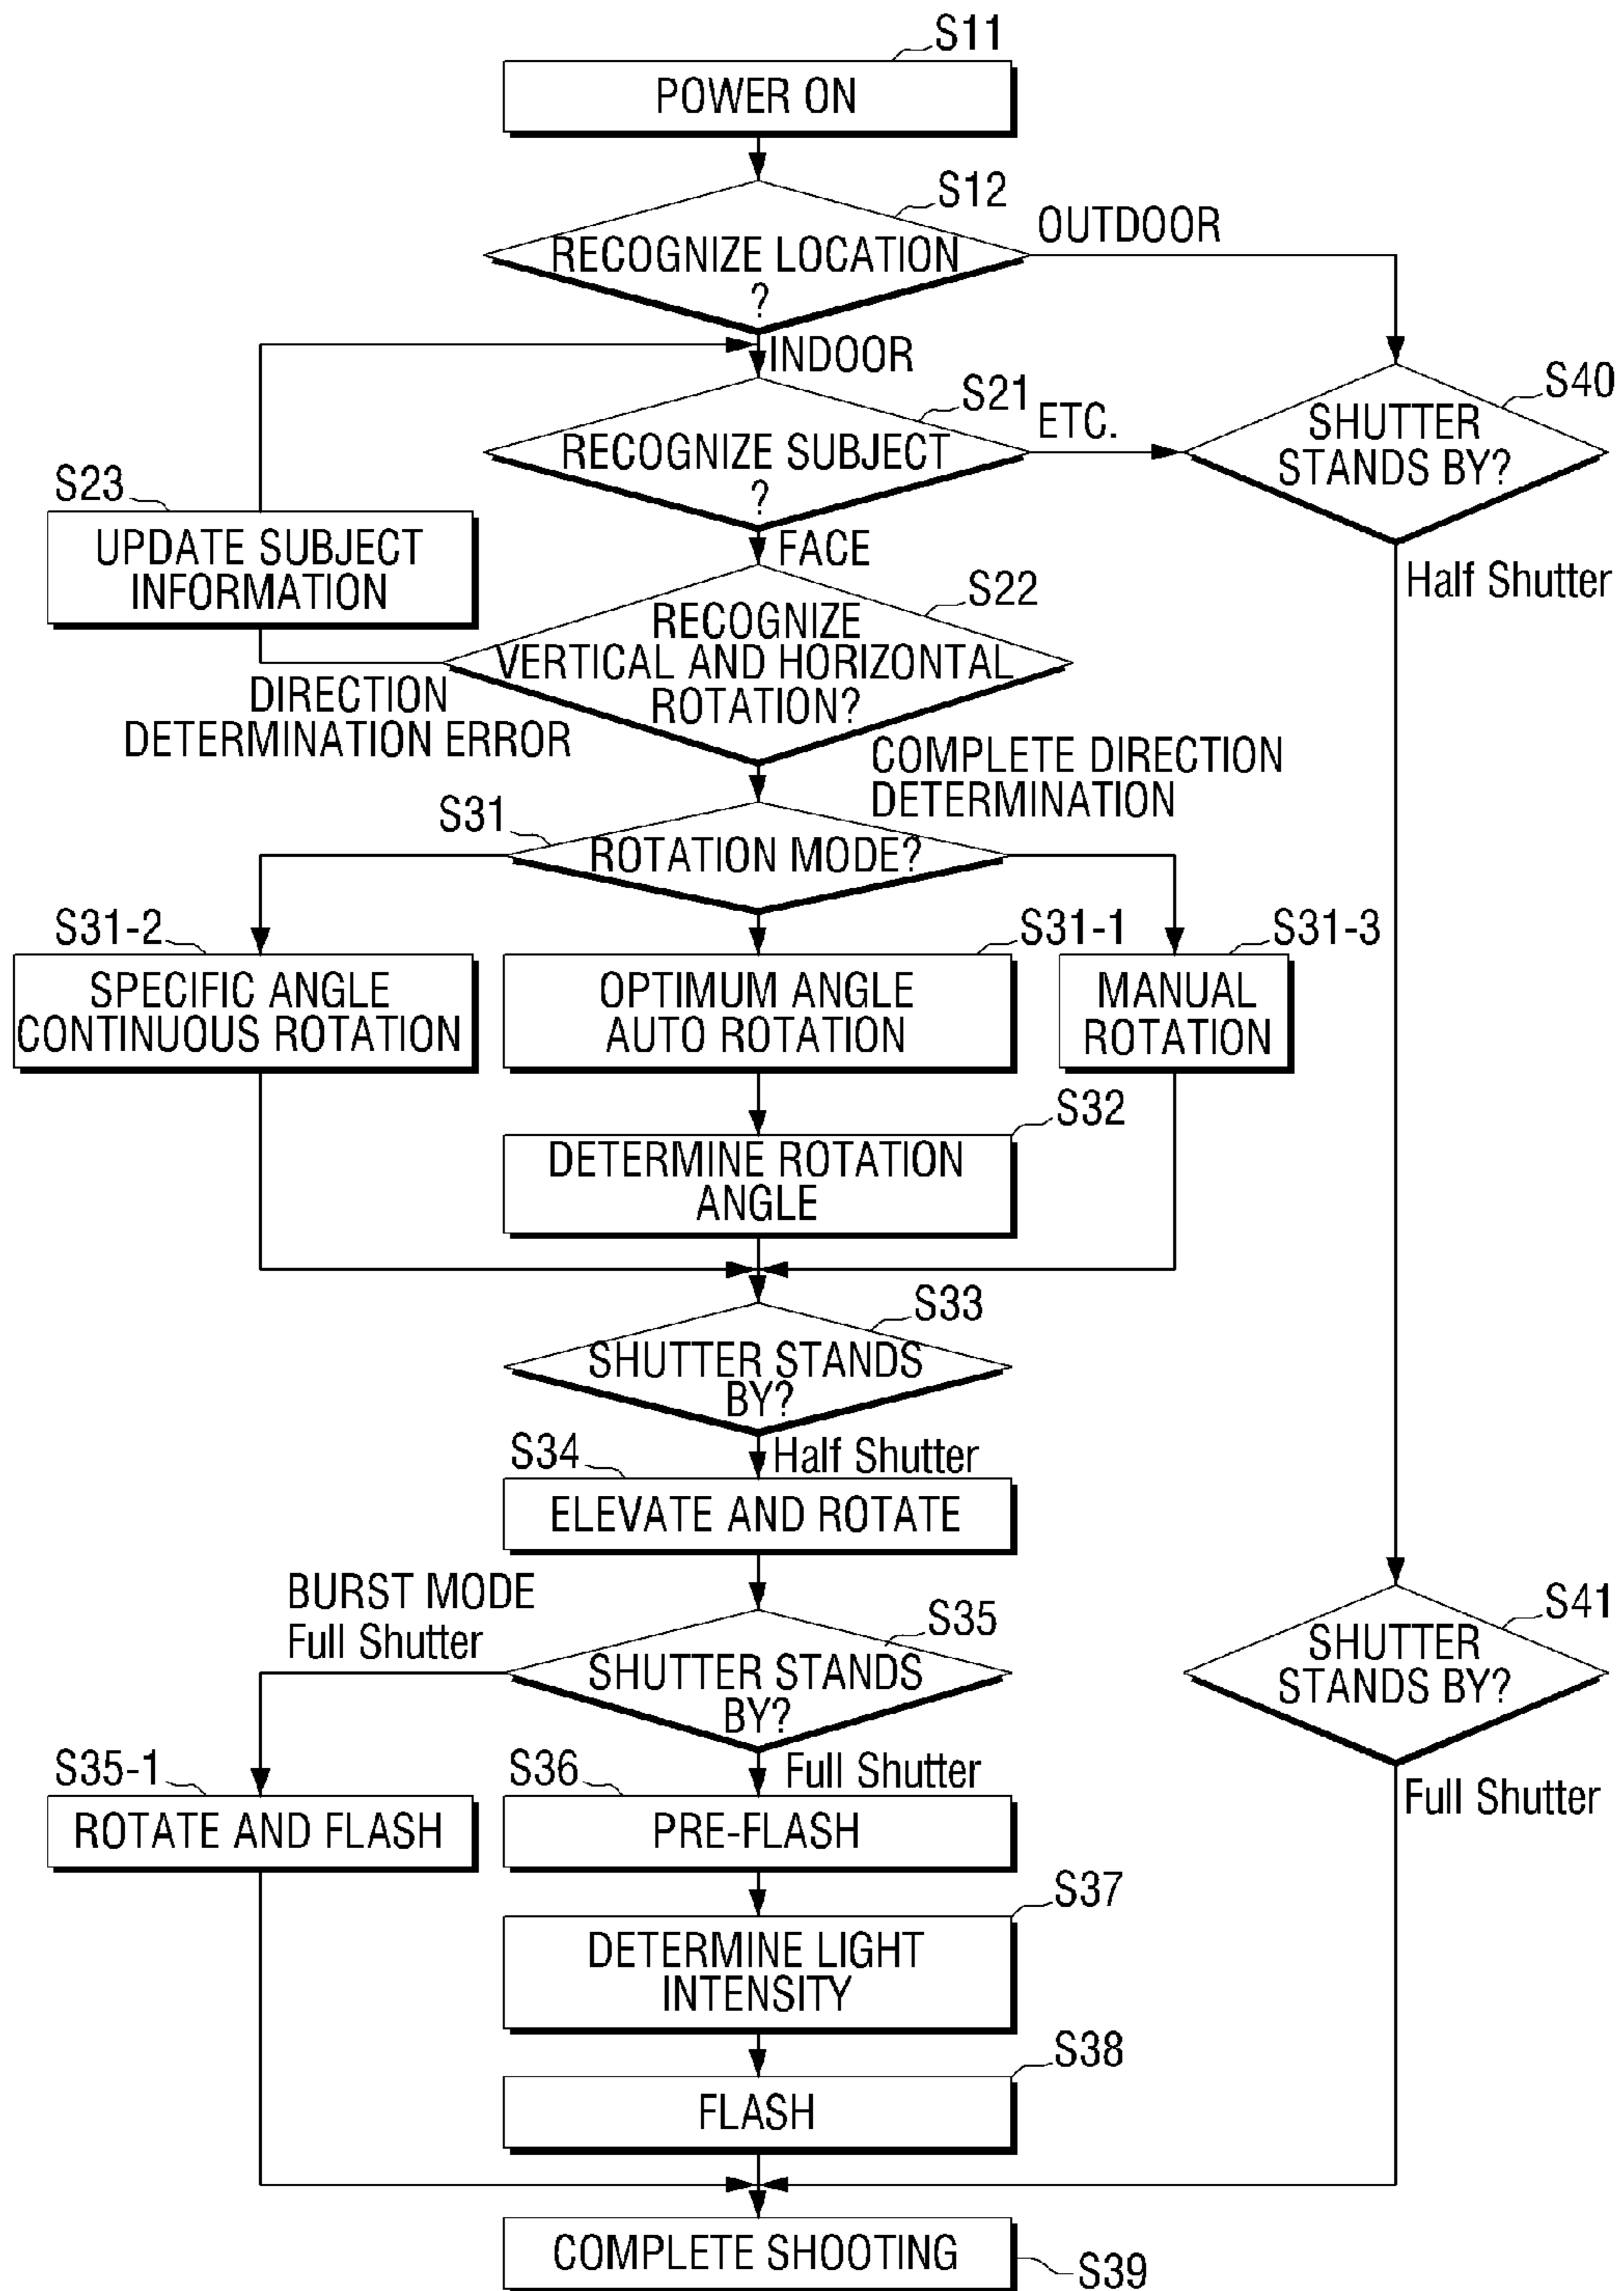 S11
POWER ON
S12
OUTDOOR
RECOGNIZE LOCATION
?
INDOOR
S21
ETC.
S40
RECOGNIZE SUBJECT
?
SHUTTER
STANDS BY?
S23
UPDATE SUBJECT
INFORMATION
FACE
Half Shutter
S22
RECOGNIZE
VERTICAL AND HORIZONTAL
ROTATION?
DIRECTION
DETERMINATION ERROR
COMPLETE DIRECTION
DETERMINATION
S31
ROTATION MODE?
S31-2
S31-1
S31-3
SPECIFIC ANGLE
CONTINUOUS ROTATION
OPTIMUM ANGLE
AUTO ROTATION
MANUAL
ROTATION
S32
DETERMINE ROTATION
ANGLE
S33
SHUTTER STANDS
BY?
S34
Half Shutter
ELEVATE AND ROTATE
BURST MODE
Full Shutter
S35
S41
SHUTTER STANDS
BY?
SHUTTER
STANDS BY?
S35-1
S36
Full Shutter
Full Shutter
ROTATE AND FLASH
PRE-FLASH
S37
DETERMINE LIGHT
INTENSITY
S38
FLASH
COMPLETE SHOOTING
S39